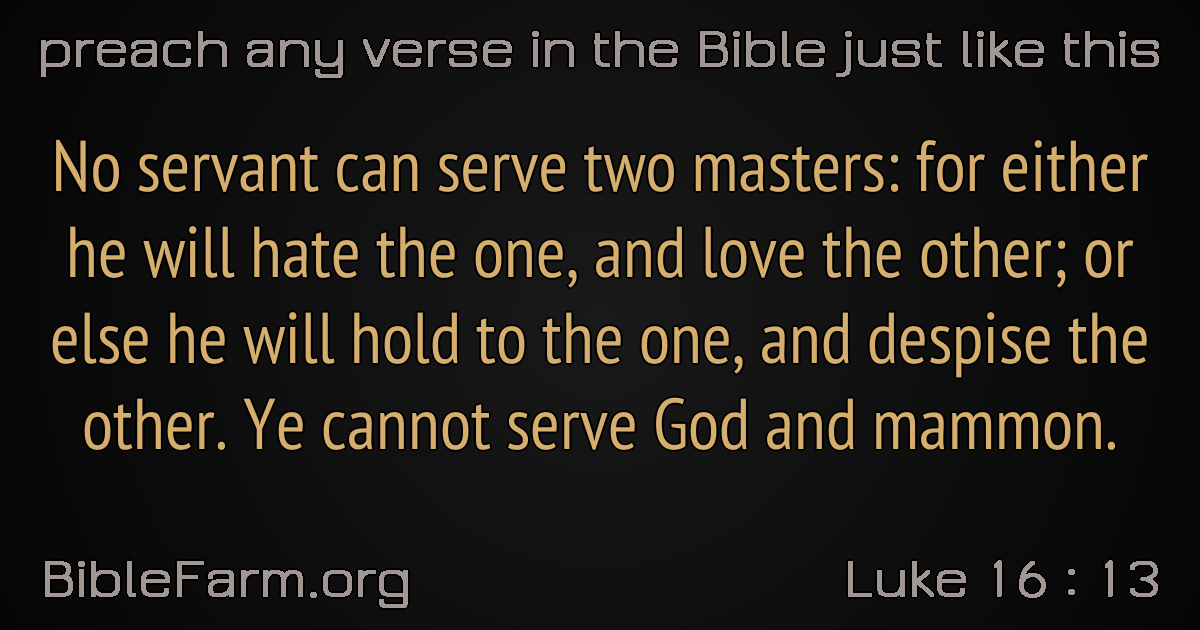 preach any verse in the Bible just like this
No servant can serve two masters: for either
he will hate the one, and love the other; or
else he will hold to the one, and despise the
other. Ye cannot serve God and mammon.
BibleFarm.org
Luke 16 : 13